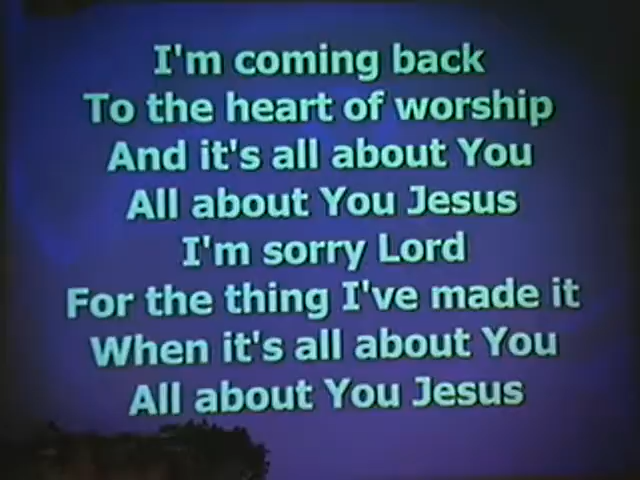 I'm coming back
To the heart of worship
And it's all about You
All about You Jesus
I'm sorry Lord
For the thing I've made it
When it's all about You
All about You Jesus